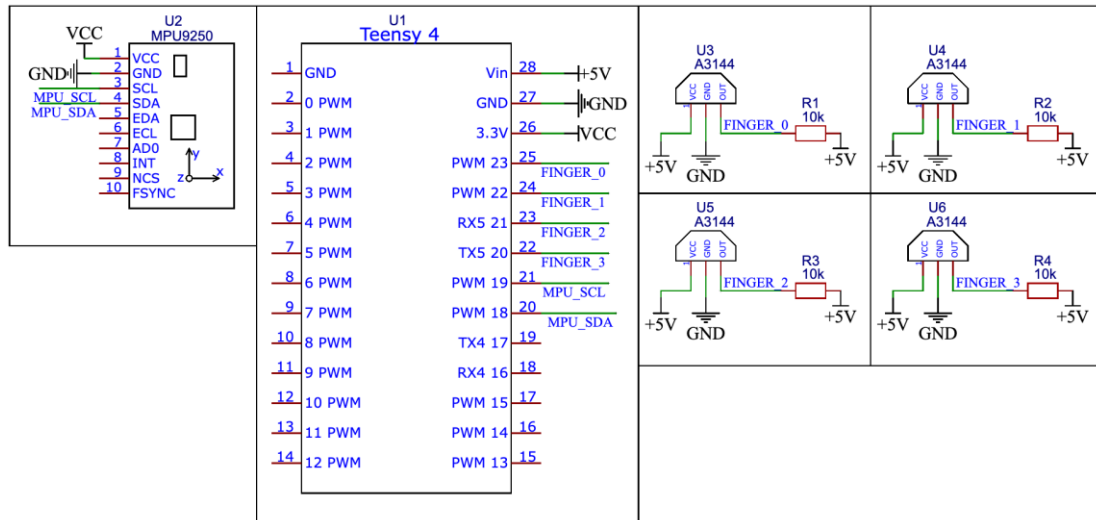 U2
MPU9250
VCC
GND
MPU_SCL
MPU_SDA
1 VCC
2 GND
3 SCL
4 SDA
5 EDA
6 ECL
7 AD0
8 INT
9 NCS
10 FSYNC
y
z
x
U1
Teensy 4
1 GND
2 0 PWM
3 1 PWM
4 2 PWM
5 3 PWM
6 4 PWM
7 5 PWM
8 6 PWM
9 7 PWM
10 8 PWM
11 9 PWM
12 10 PWM
13 11 PWM
14 12 PWM
Vin 28 +5V
GND 27 GND
3.3V 26 VCC
PWM 23 25
FINGER_0
PWM 22 24
FINGER_1
RX5 21 23
FINGER_2
TX5 20 22
FINGER_3
PWM 19 21
MPU_SCL
PWM 18 20
MPU_SDA
TX4 17 19
RX4 16 18
PWM 15 17
PWM 14 16
PWM 13 15
U3
A3144
VCC GND OUT
1
FINGER_0
R1
10k
+5V
GND
+5V
U4
A3144
VCC GND OUT
1
FINGER_1
R2
10k
+5V
GND
+5V
U5
A3144
VCC GND OUT
1
FINGER_2
R3
10k
+5V
GND
+5V
U6
A3144
VCC GND OUT
1
FINGER_3
R4
10k
+5V
GND
+5V